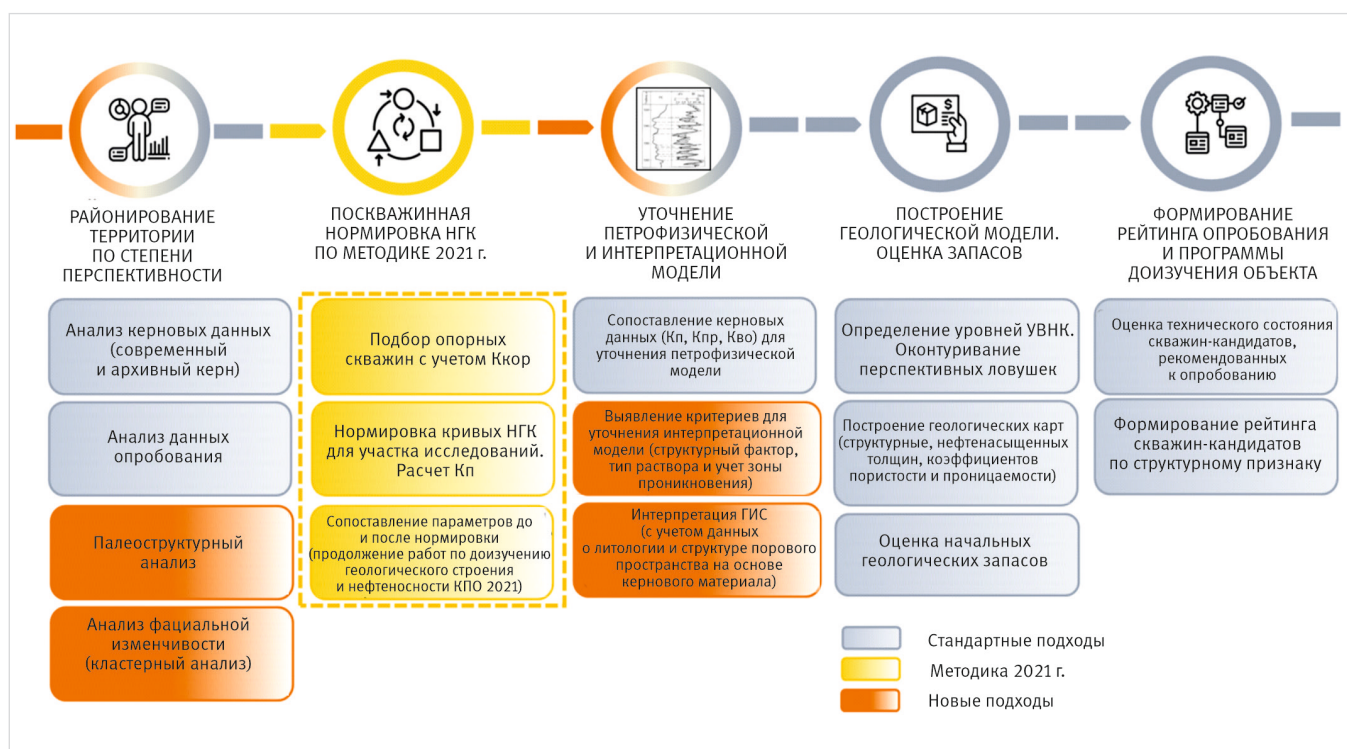 РАЙОНИРОВАНИЕ
ТЕРРИТОРИИ
ПО СТЕПЕНИ
ПЕРСПЕКТИВНОСТИ
Анализ керновых данных
(современный
и архивный керн)
Анализ данных
опробования
Палеоструктурный
анализ
Анализ фациальной
изменчивости
(кластерный анализ)
ПОСКВАЖИННАЯ
НОРМИРОВКА НГК
ПО МЕТОДИКЕ 2021 г.
Подбор опорных
скважин с учетом Ккор
Нормировка кривых НГК
для участка исследований.
Расчет Кп
Сопоставление параметров до
и после нормировки
(продолжение работ по доизучению
геологического строения
и нефтеносности КПО 2021)
УТОЧНЕНИЕ
ПЕТРОФИЗИЧЕСКОЙ
И ИНТЕРПРЕТАЦИОННОЙ
МОДЕЛИ
Сопоставление керновых
данных (Кп, Кпр, Кво) для
уточнения петрофизической
модели
Выявление критериев для
уточнения интерпретационной
модели (структурный фактор,
тип раствора и учет зоны
проникновения)
Интерпретация ГИС
(с учетом данных
о литологии и структуре порового
пространства на основе
кернового материала)
ПОСТРОЕНИЕ
ГЕОЛОГИЧЕСКОЙ МОДЕЛИ.
ОЦЕНКА ЗАПАСОВ
Определение уровней УВНК.
Оконтуривание
перспективных ловушек
Построение геологических карт
(структурные, нефтенасыщенных
толщин, коэффициентов
пористости и проницаемости)
Оценка начальных
геологических запасов
ФОРМИРОВАНИЕ
РЕЙТИНГА ОПРОБОВАНИЯ
И ПРОГРАММЫ
ДОИЗУЧЕНИЯ ОБЪЕКТА
Оценка технического состояния
скважин-кандидатов,
рекомендованных
к опробованию
Формирование рейтинга
скважин-кандидатов
по структурному признаку
Стандартные подходы
Методика 2021 г.
Новые подходы